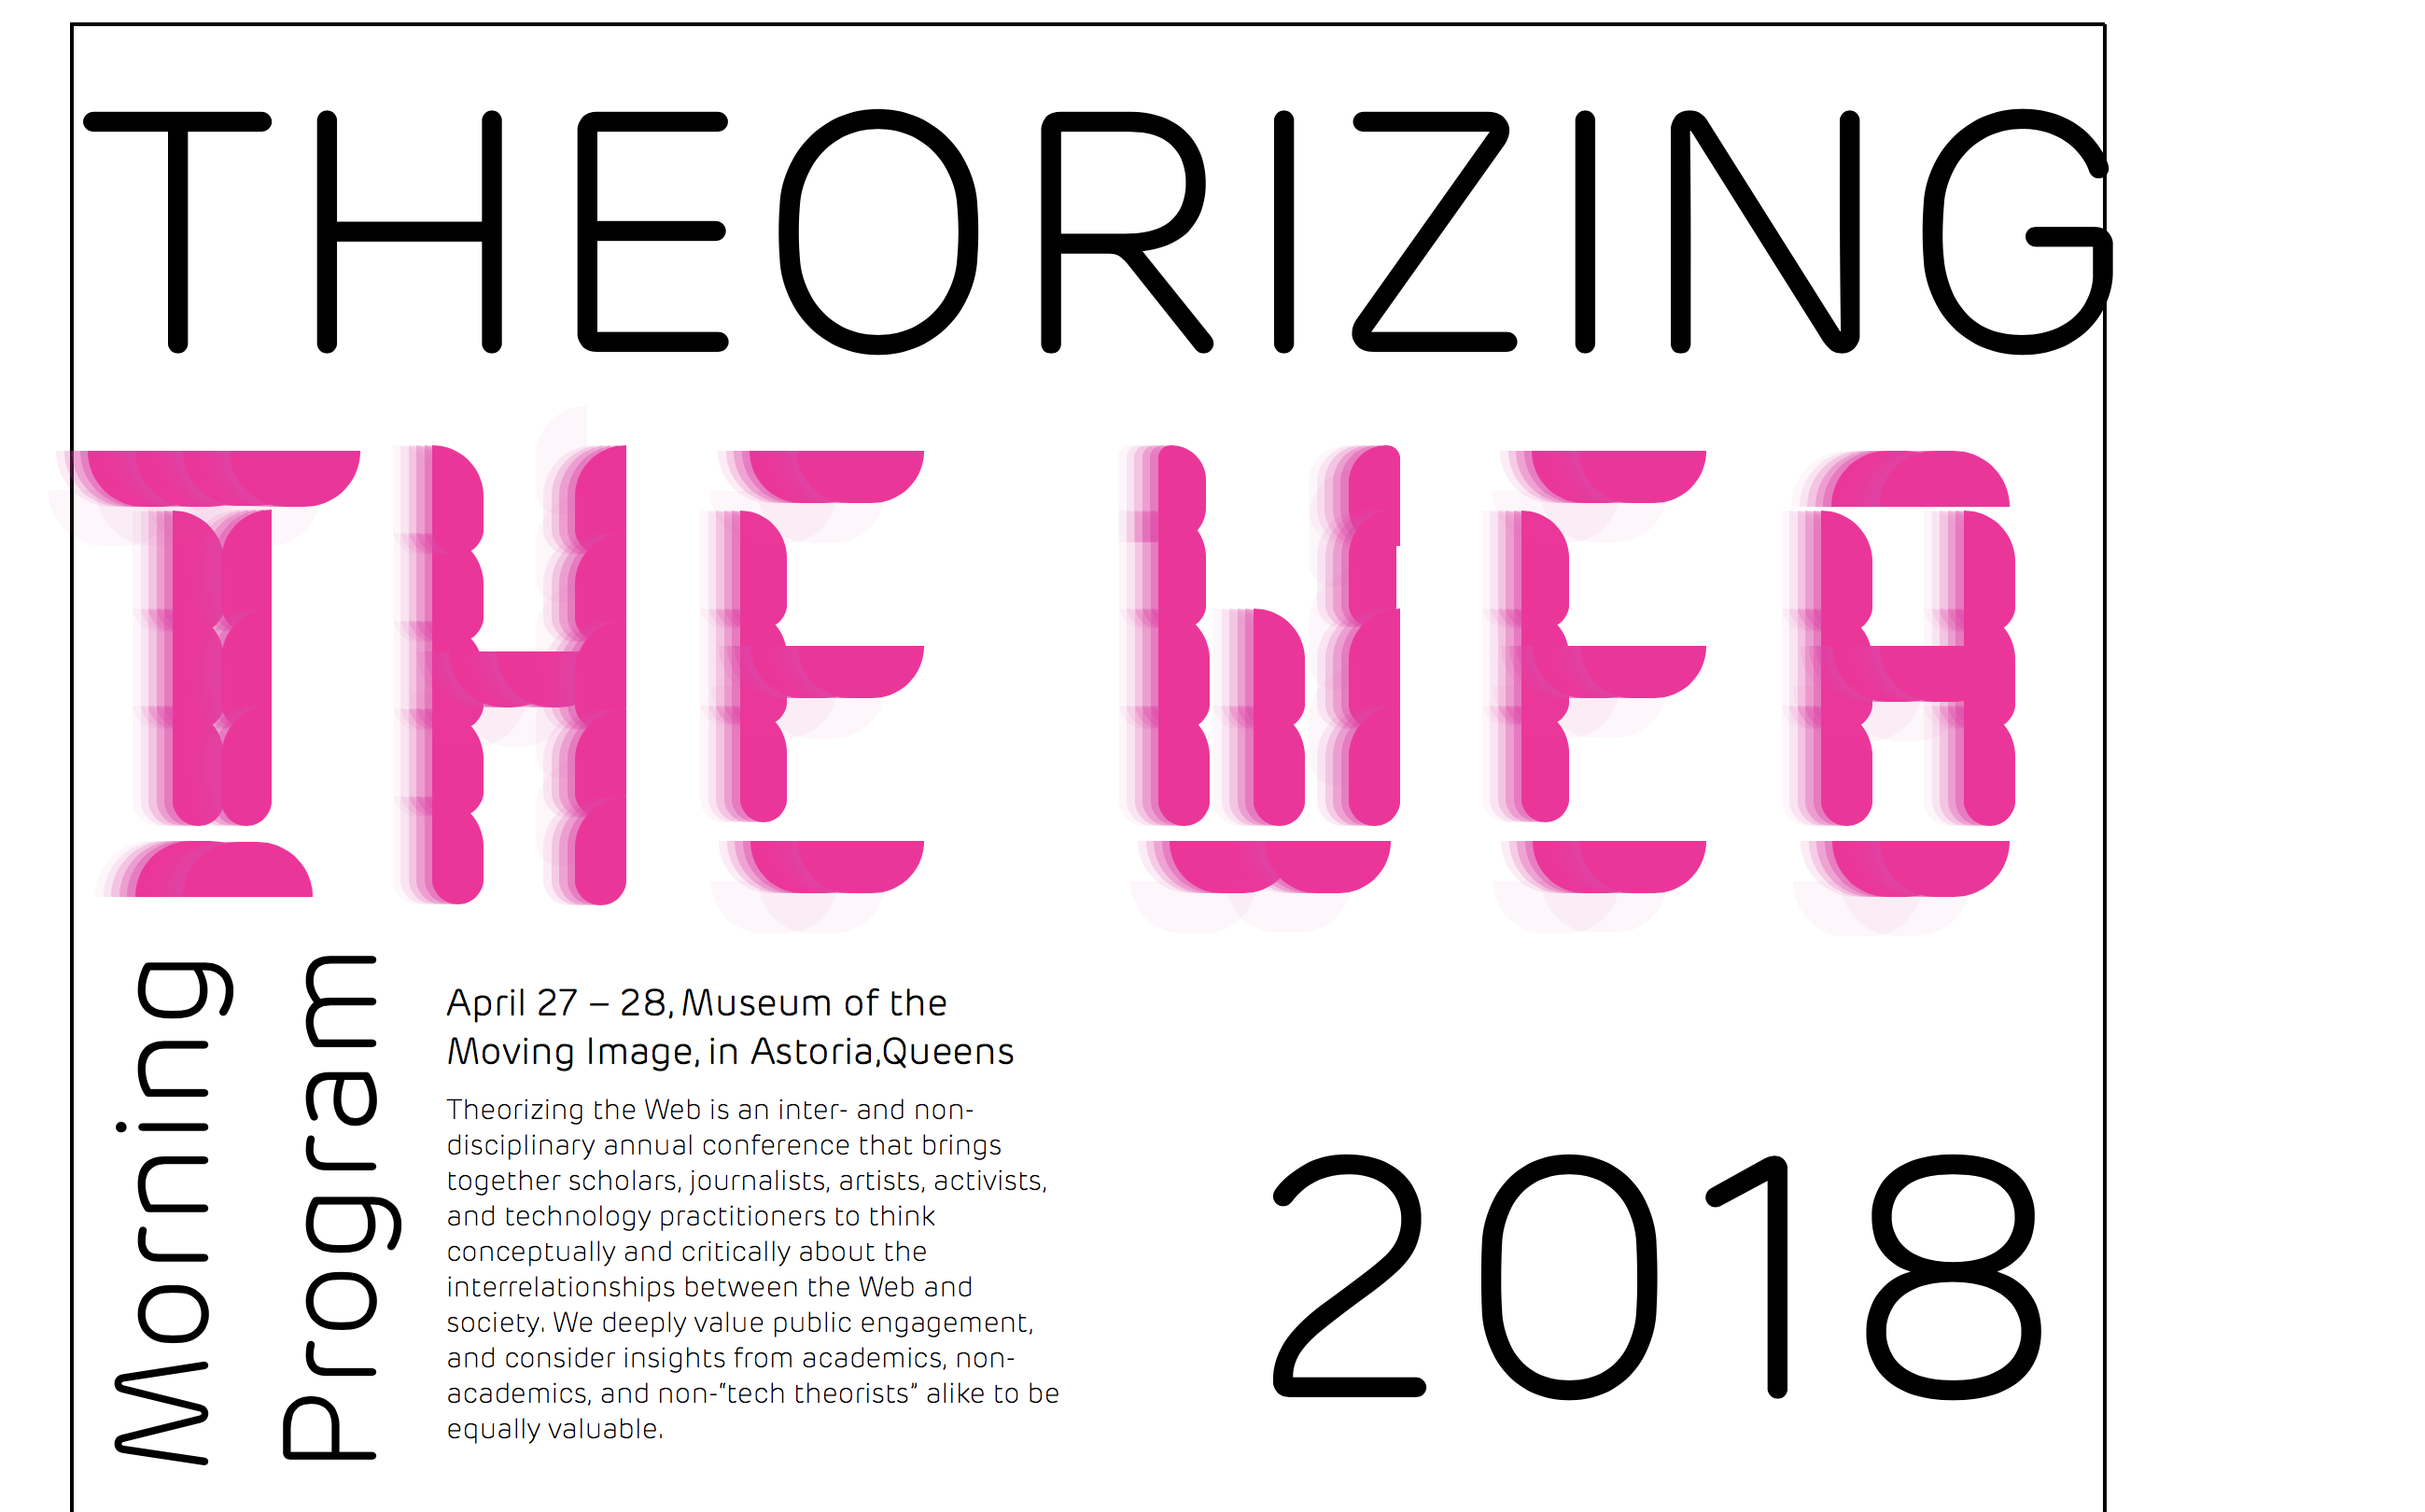 THEORIZING
THE WEB
Morning
Program
April 27 – 28, Museum of the
Moving Image, in Astoria,Queens
Theorizing the Web is an inter- and non-
disciplinary annual conference that brings
together scholars, journalists, artists, activists,
and technology practitioners to think
conceptually and critically about the
interrelationships between the Web and
society. We deeply value public engagement,
and consider insights from academics, non-
academics, and non-“tech theorists” alike to be
equally valuable.
2018